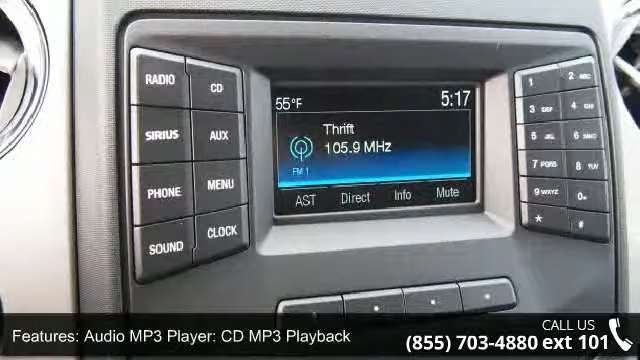 RADIO CD
SIRIUS AUX
PHONE MENU
SOUND CLOCK
55°F 5:17
Thrift
105.9 MHz
FM 1
AST Direct Info Mute
1 2 ABC
3 DEF 4 GHI
5 JKL 6 MNO
7 PQRS 8 TUV
9 WXYZ 0
* #
Features: Audio MP3 Player: CD MP3 Playback
CALL US
(855) 703-4880 ext 101